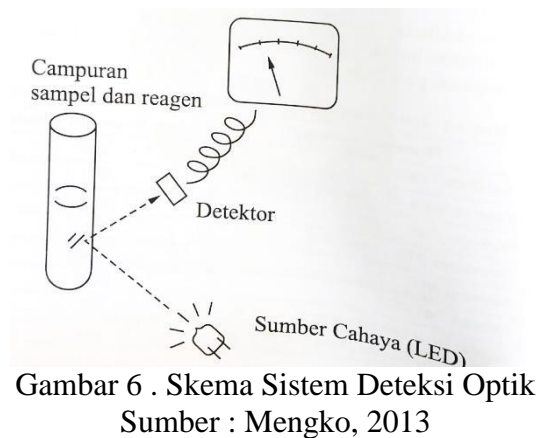 Campuran
sampel dan reagen
Detektor
Sumber Cahaya (LED)
Gambar 6 . Skema Sistem Deteksi Optik
Sumber : Mengko, 2013